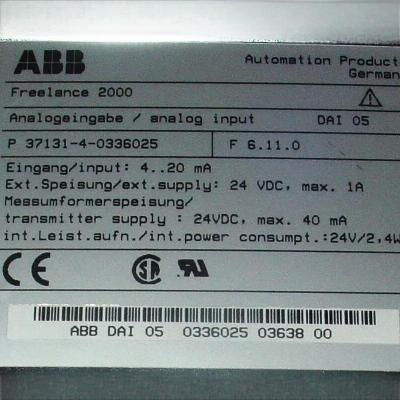 ABB
Automation Product
German
Freelance 2000
Analogeingabe / analog input DAI 05
P 37131-4-0336025 F 6.11.0
Eingang/input: 4..20 mA
Ext.Speisung/ext.supply: 24 VDC, max. 1A
Messumformerspeisung/
transmitter supply : 24VDC, max. 40 mA
int.Leist.aufn./int.power consumpt.:24V/2,4W
CE SA UR
ABB DAI 05 0336025 03638 00